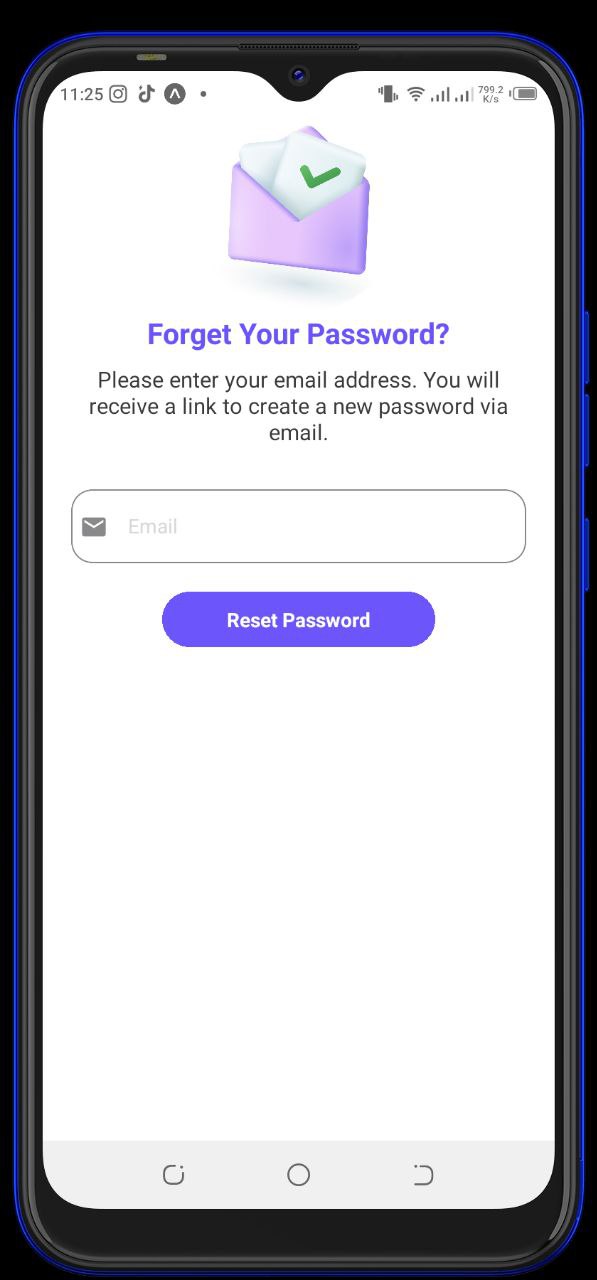 11:25
799.2
K/s
Forget Your Password?
Please enter your email address. You will
receive a link to create a new password via
email.
Email
Reset Password